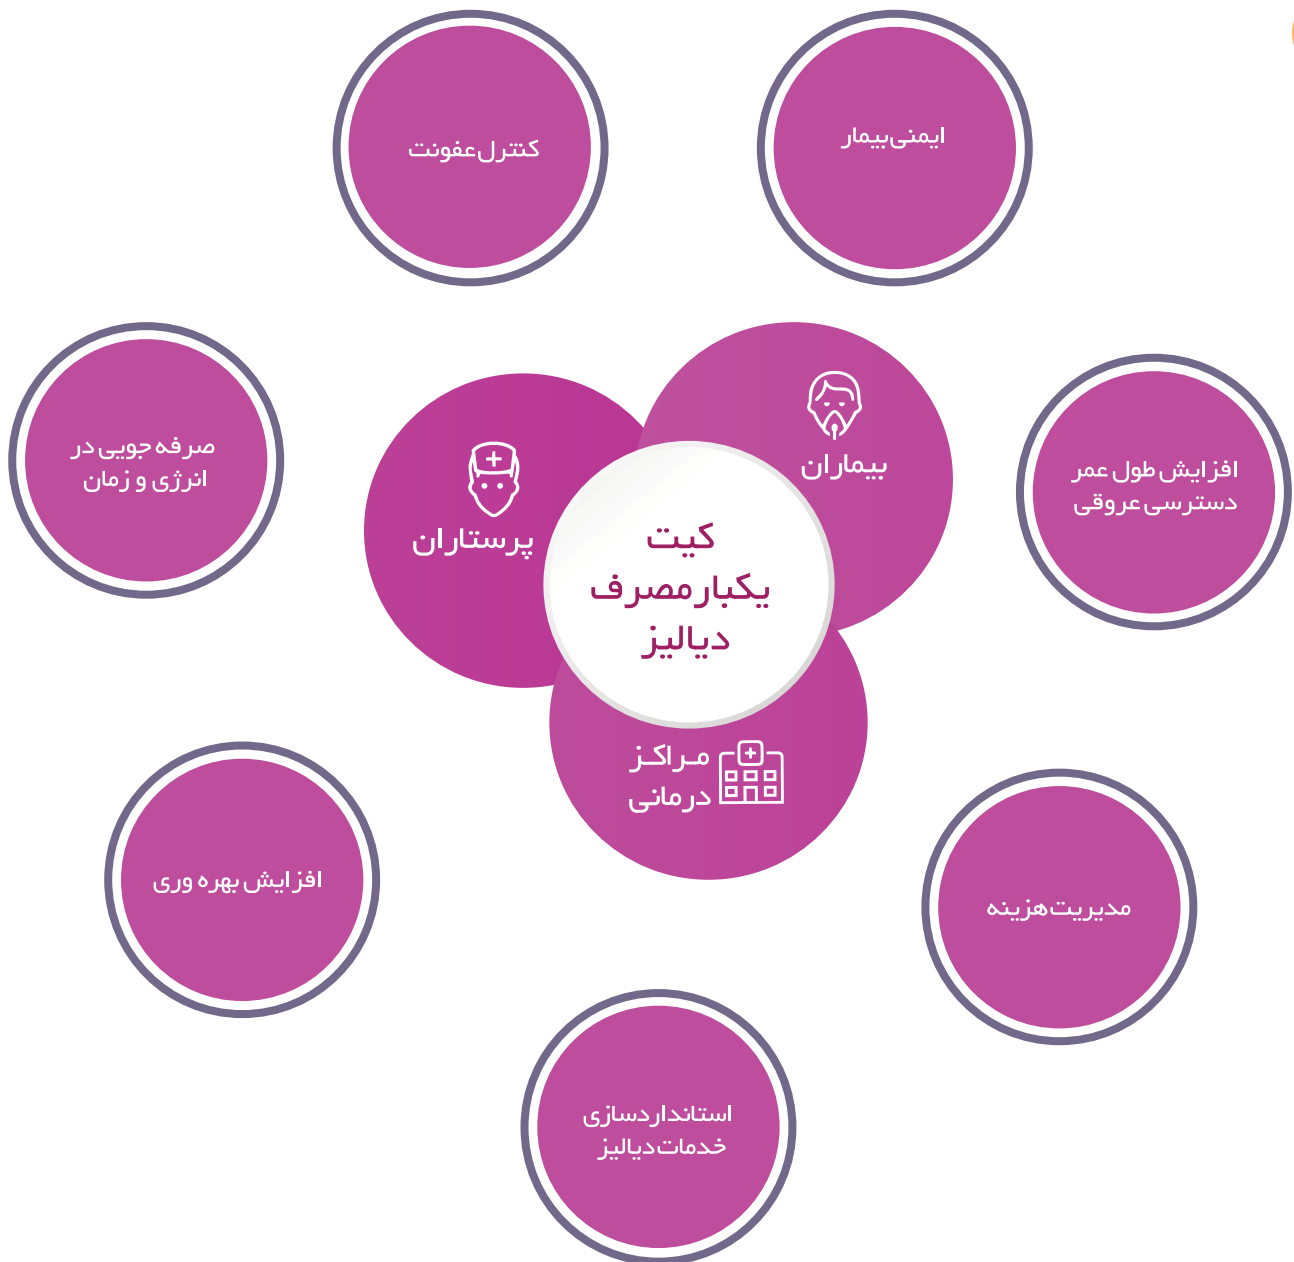 ایمنی بیمار
کنترل عفونت
افزایش طول عمر
دسترسی عروقی
صرفه جویی در
انرژی و زمان
بیماران
پرستاران
کیت
یکبار مصرف
دیالیز
مراکز
درمانی
مدیریت هزینه
افزایش بهره وری
استانداردسازی
خدمات دیالیز